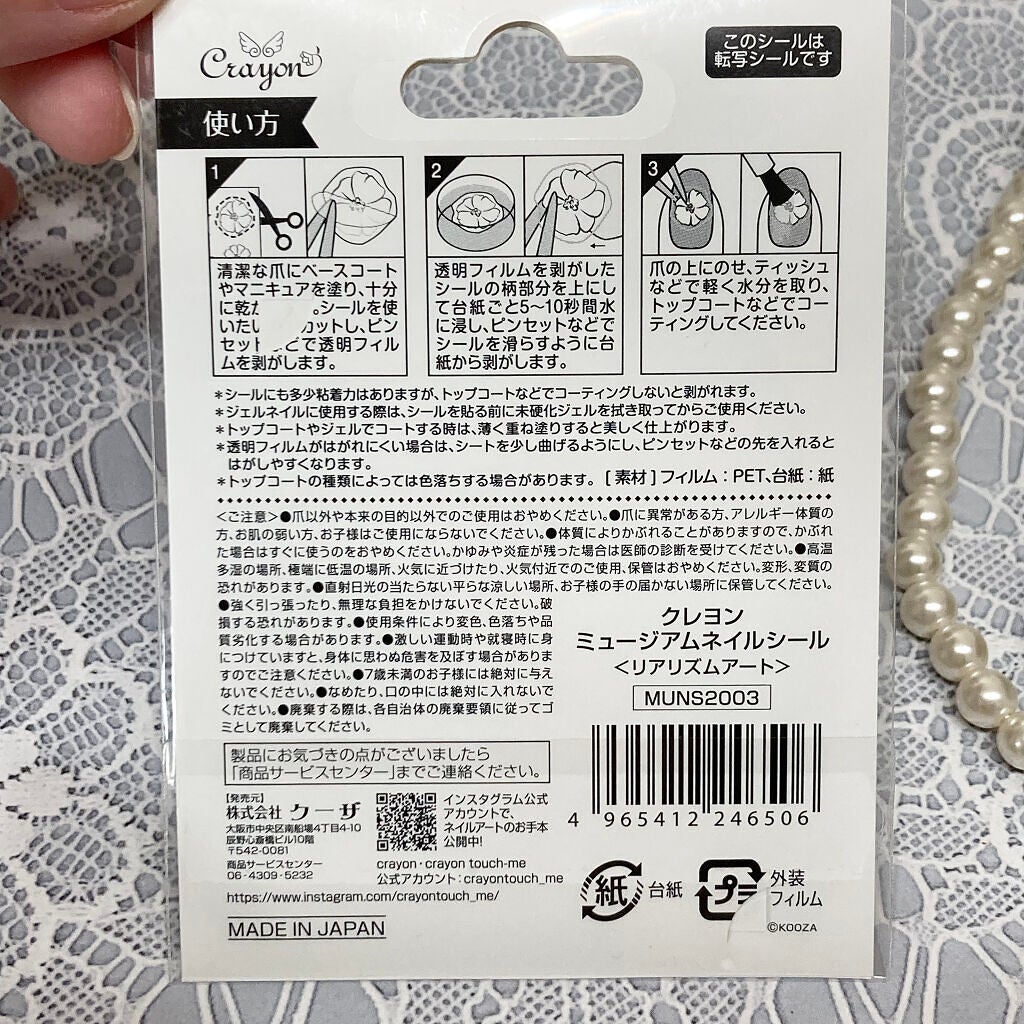 Crayon
このシールは
転写シールです
使い方
1
清潔な爪にベースコート
やマニキュアを塗り、十分
に乾か 。シールを使
いたい カットし、ピン
セット どで透明フィル
ムを剥がします。
2
透明フィルムを剥がした
シールの柄部分を上にし
て台紙ごと5〜10秒間水
に浸し、ピンセットなどで
シールを滑らすように台
紙から剥がします。
3
爪の上にのせ、ティッシュ
などで軽く水分を取り、
トップコートなどでコー
ティングしてください。
*シールにも多少粘着力はありますが、トップコートなどでコーティングしないと剥がれます。
*ジェルネイルに使用する際は、シールを貼る前に未硬化ジェルを拭き取ってからご使用ください。
*トップコートやジェルでコートする時は、薄く重ね塗りすると美しく仕上がります。
*透明フィルムがはがれにくい場合は、シートを少し曲げるようにし、ピンセットなどの先を入れると
はがしやすくなります。
*トップコートの種類によっては色落ちする場合があります。[素材]フィルム:PET、台紙:紙
<ご注意>●爪以外や本来の目的以外でのご使用はおやめください。●爪に異常がある方、アレルギー体質の
方、お肌の弱い方、お子様はご使用にならないでください。●体質によりかぶれることがありますので、かぶれ
た場合はすぐに使うのをおやめください。かゆみや炎症が残った場合は医師の診断を受けてください。●高温
多湿の場所、極端に低温の場所、火気に近づけたり、火気付近でのご使用、保管はおやめください。変形、変質の
恐れがあります。●直射日光の当たらない平らな涼しい場所、お子様の手の届かない場所に保管してください。
●強く引っ張ったり、無理な負担をかけないでください。破
損する恐れがあります。●使用条件により変色、色落ちや品
質劣化する場合があります。●激しい運動時や就寝時に身
につけていますと、身体に思わぬ危害を及ぼす場合がありま
すのでご注意ください。●7歳未満のお子様には絶対に与え
ないでください。●なめたり、口の中には絶対に入れないで
ください。●廃棄する際は、各自治体の廃棄要領に従ってゴ
ミとして廃棄してください。
クレヨン
ミュージアムネイルシール
<リアリズムアート>
MUNS2003
製品にお気づきの点がございましたら
「商品サービスセンター」までご連絡ください。
【発売元】
株式会社 クーザ
大阪市中央区南船場4丁目4-10
辰野心斎橋ビル10階
〒542-0081
商品サービスセンター
06-4309-5232
インスタグラム公式
アカウントで、
ネイルアートのお手本
公開中!
crayon・crayon touch-me
公式アカウント:crayontouch_me
https://www.instagram.com/crayontouch_me/
MADE IN JAPAN
4 965412 246506
紙 台紙
プラ 外装
フィルム
©KOOZA